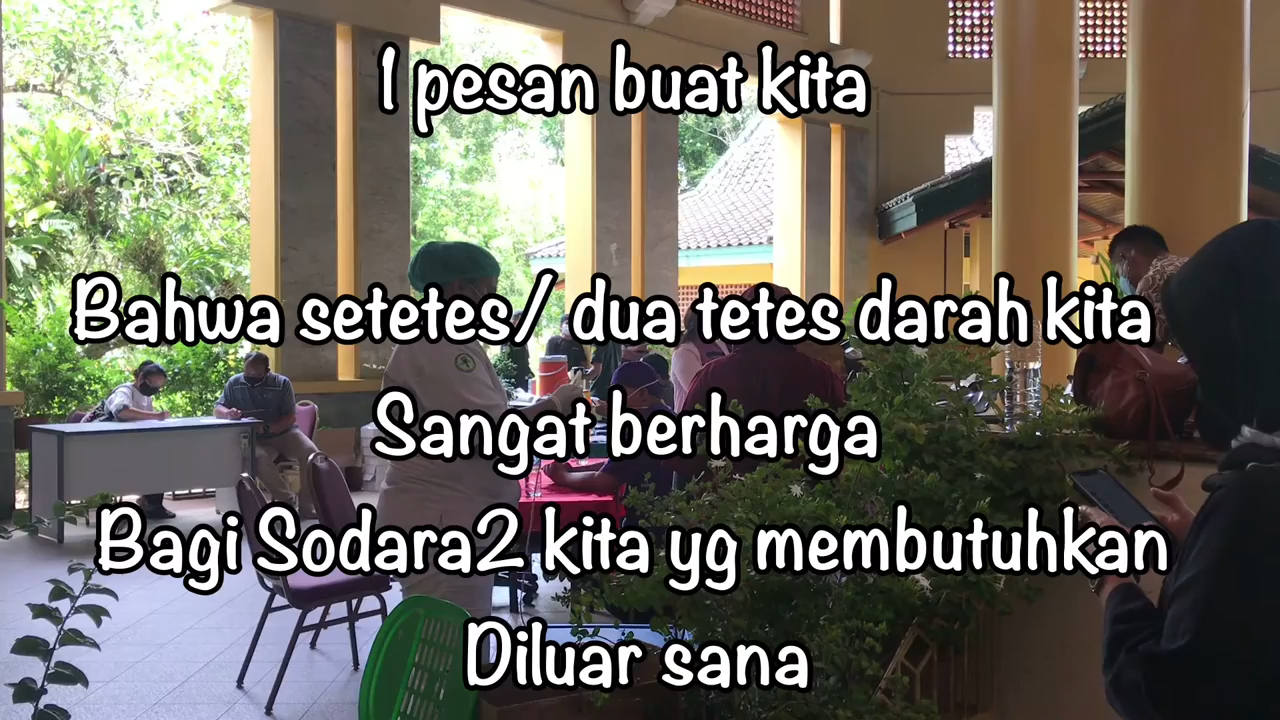 1 pesan buat kita
Bahwa setetes/ dua tetes darah kita
Sangat berharga
Bagi Sodara2 kita yg membutuhkan
Diluar sana